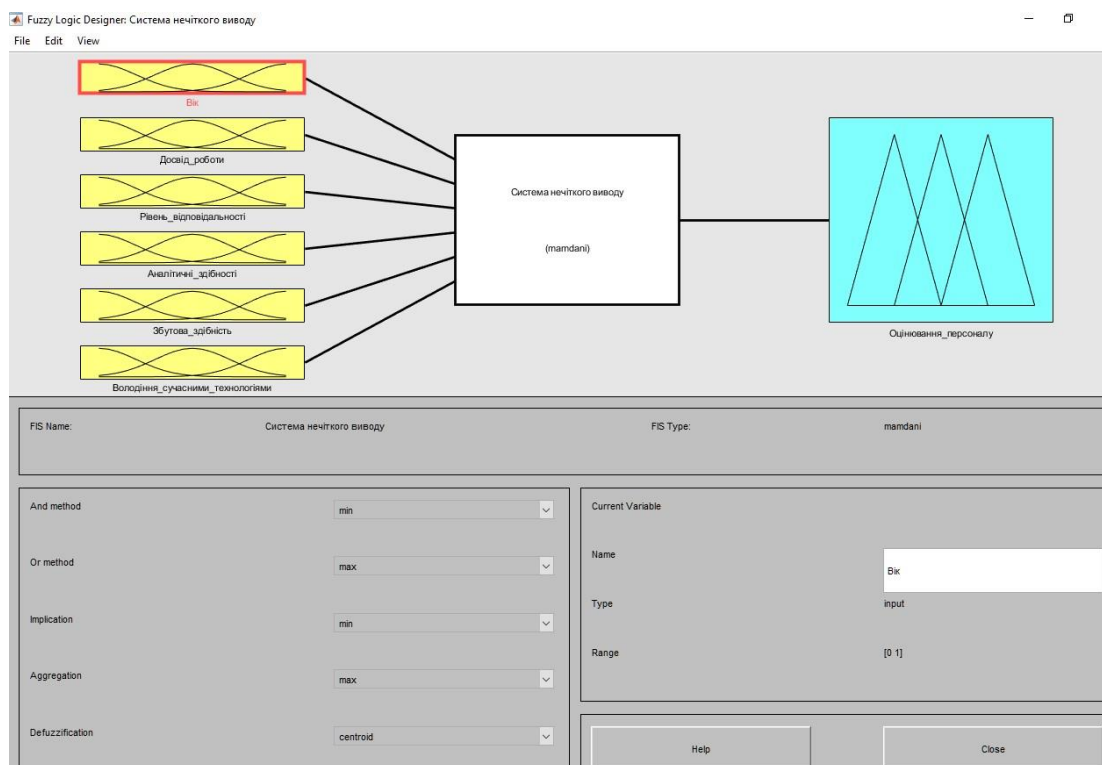 Fuzzy Logic Designer: Система нечіткого виводу
File Edit View
Вік
Досвід_роботи
Рівень_відповідальності
Аналітичні_здібності
Збутова_здібність
Володіння_сучасними_технологіями
Система нечіткого виводу
(mamdani)
Оцінювання_персоналу
FIS Name: Система нечіткого виводу FIS Type: mamdani
And method min
Or method max
Implication min
Aggregation max
Defuzzification centroid
Current Variable
Name Вік
Type input
Range [0 1]
Help Close